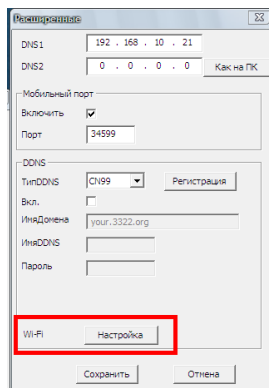 Расширенные
DNS1 192 . 168 . 10 . 21
DNS2 0 . 0 . 0 . 0 Как на ПК
Мобильный порт
Включить
Порт 34599
DDNS
ТипDDNS CN99 Регистрация
Вкл.
ИмяДомена your.3322.org
ИмяDDNS
Пароль
Wi-Fi Настройка
Сохранить Отмена